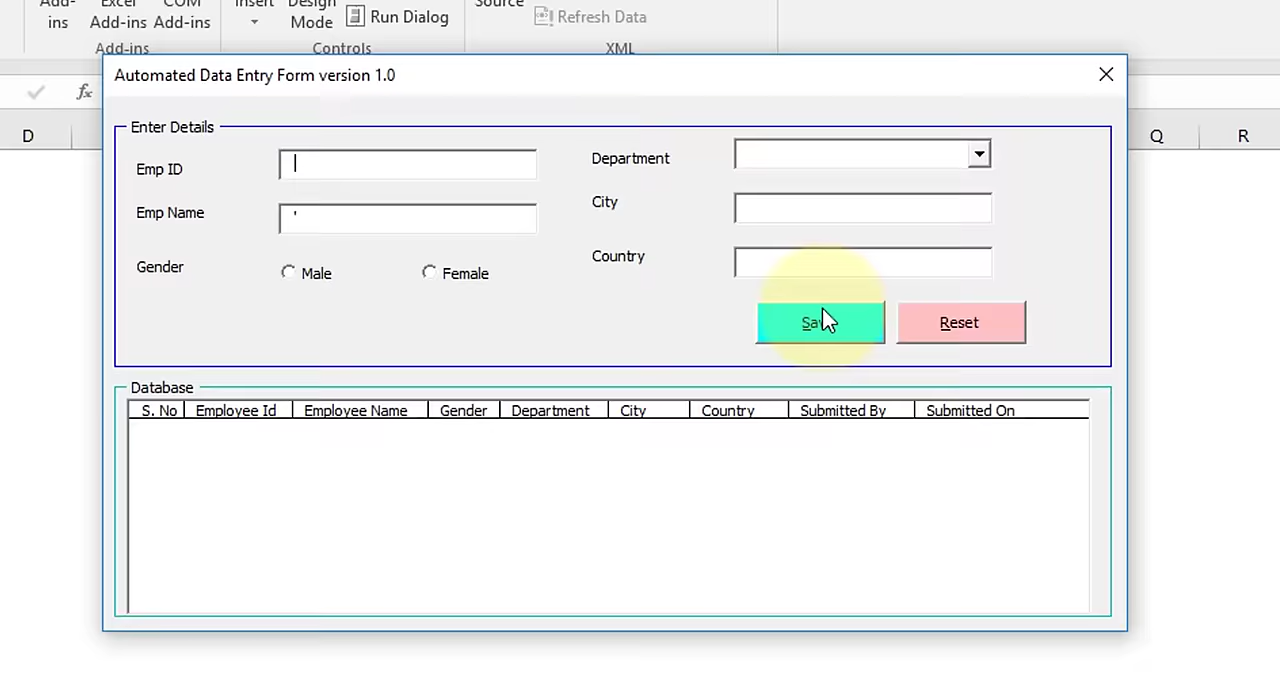 Add-
ins
Excel
Add-ins
COM
Add-ins
Add-ins
Insert
Design
Mode
Run Dialog
Controls
Source
Refresh Data
XML
fx
D
Q
R
Automated Data Entry Form version 1.0
Enter Details
Emp ID
Emp Name
'
Gender
Male
Female
Department
City
Country
Save
Reset
Database
S. No Employee Id Employee Name Gender Department City Country Submitted By Submitted On